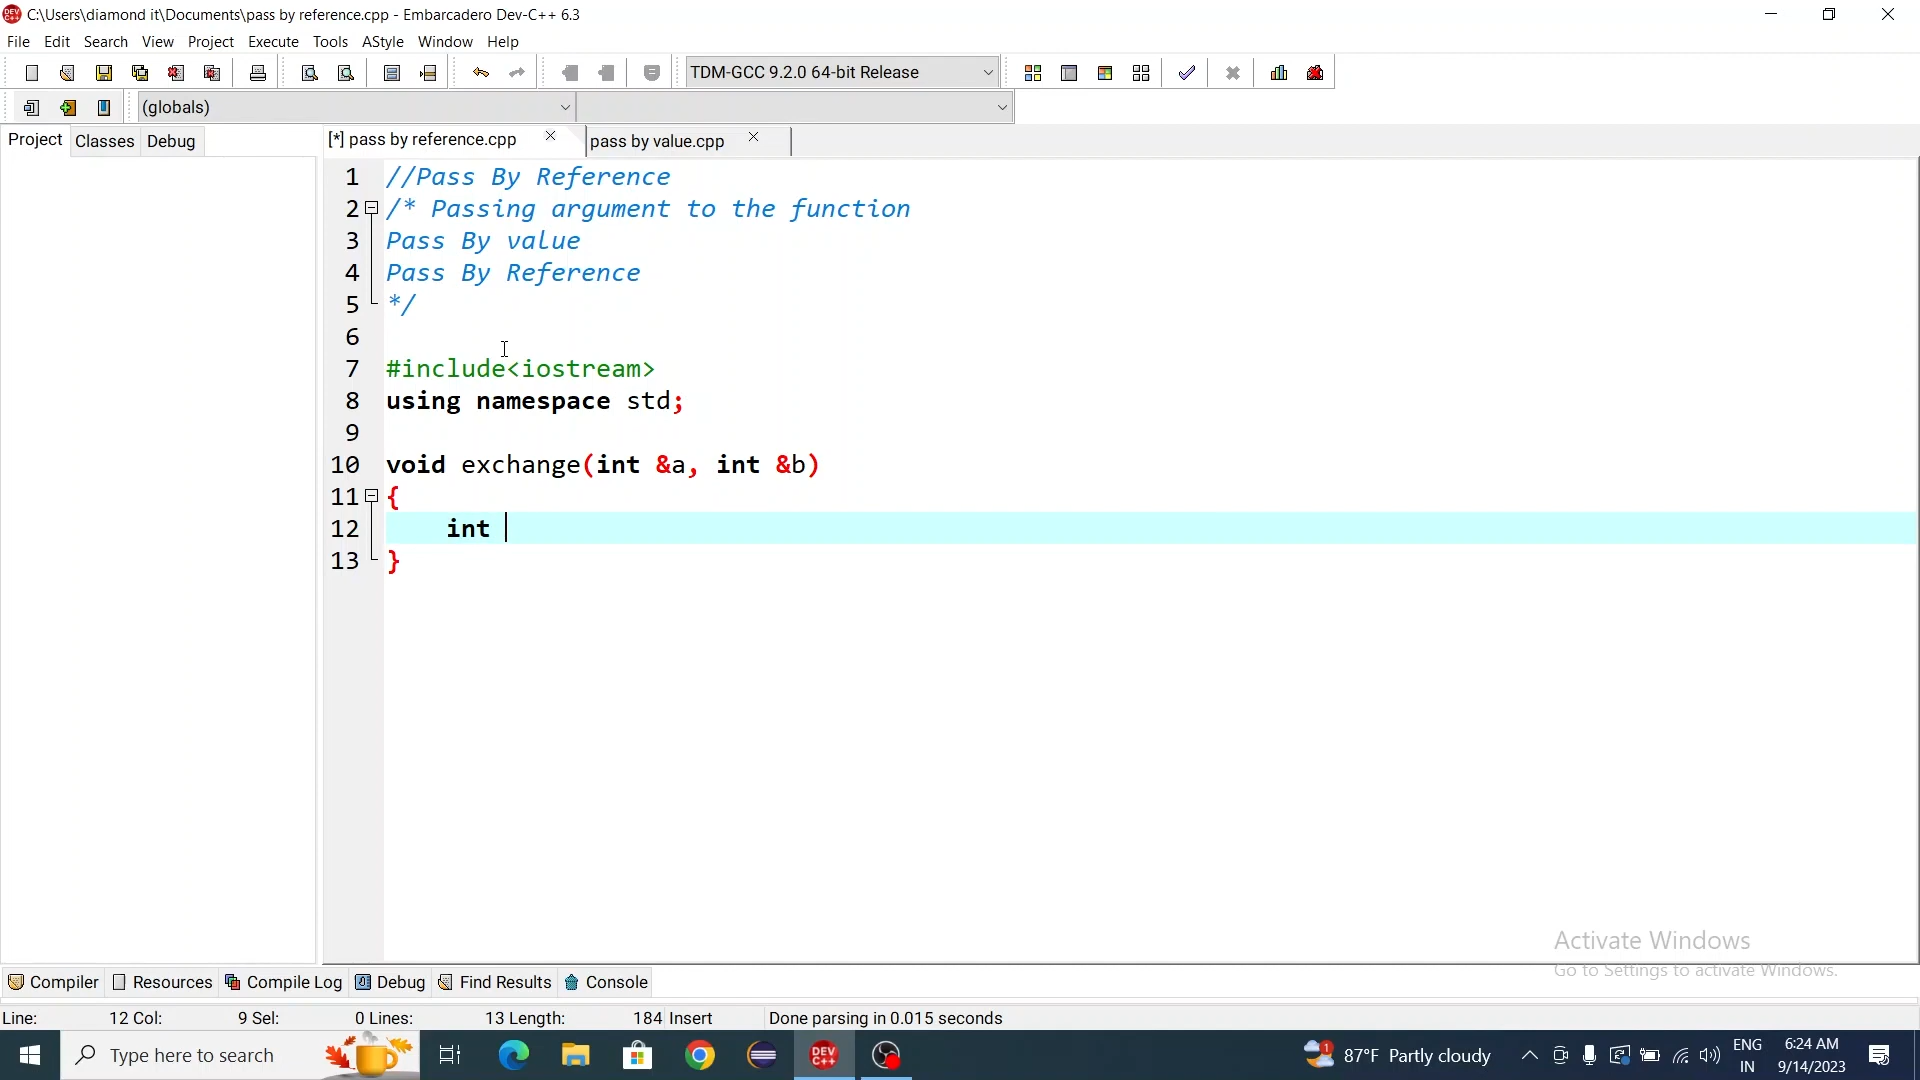 C:\Users\diamond it\Documents\pass by reference.cpp - Embarcadero Dev-C++ 6.3
File Edit Search View Project Execute Tools AStyle Window Help
TDM-GCC 9.2.0 64-bit Release
(globals)
Project Classes Debug [*] pass by reference.cpp pass by value.cpp
1 //Pass By Reference
2 /* Passing argument to the function
3 Pass By value
4 Pass By Reference
5 */
6
7 #include<iostream>
8 using namespace std;
9
10 void exchange(int &a, int &b)
11 {
12 int
13 }
Activate Windows
Go to Settings to activate Windows.
Compiler Resources Compile Log Debug Find Results Console
Line: 12 Col: 9 Sel: 0 Lines: 13 Length: 184 Insert Done parsing in 0.015 seconds
Type here to search DEV C++ 1 87°F Partly cloudy ENG IN 6:24 AM 9/14/2023